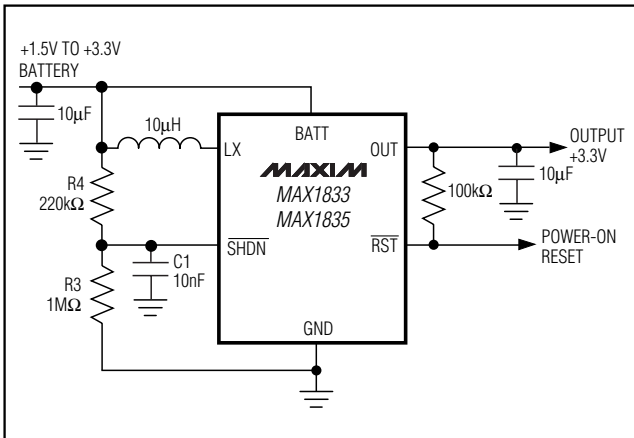 +1.5V TO +3.3V
BATTERY
10µF
10µH
LX
BATT
OUT
OUTPUT
+3.3V
MAXIM
MAX1833
MAX1835
R4
220kΩ
100kΩ
10µF
SHDN
RST
POWER-ON
RESET
C1
10nF
R3
1MΩ
GND